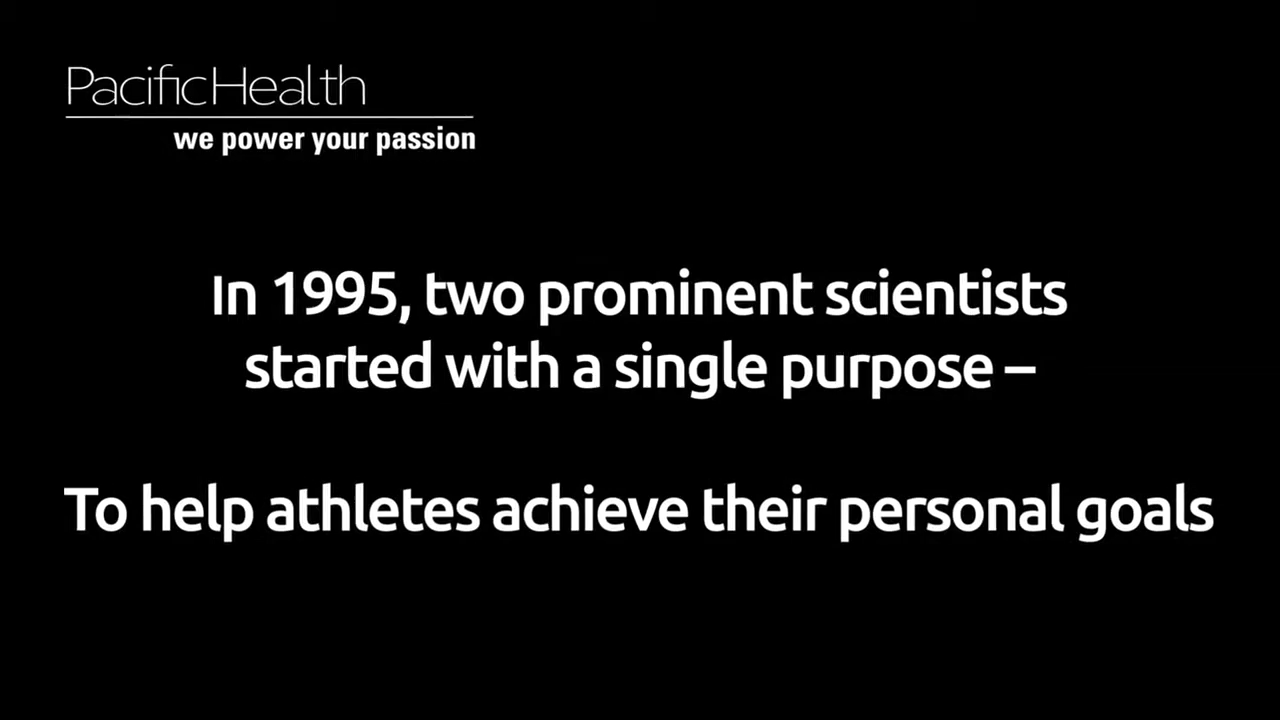 PacificHealth
we power your passion
In 1995, two prominent scientists
started with a single purpose –
To help athletes achieve their personal goals